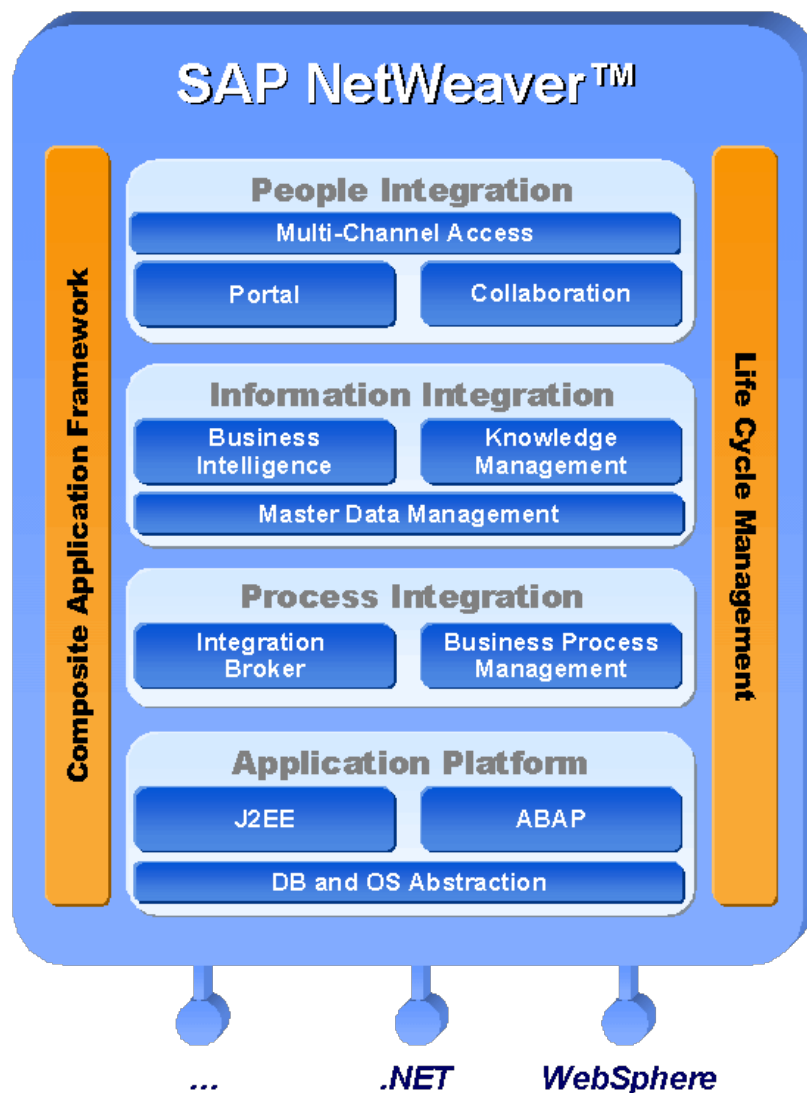 SAP NetWeaver™
Composite Application Framework
People Integration
Multi-Channel Access
Portal
Collaboration
Information Integration
Business
Intelligence
Knowledge
Management
Master Data Management
Process Integration
Integration
Broker
Business Process
Management
Application Platform
J2EE
ABAP
DB and OS Abstraction
Life Cycle Management
...
.NET
WebSphere